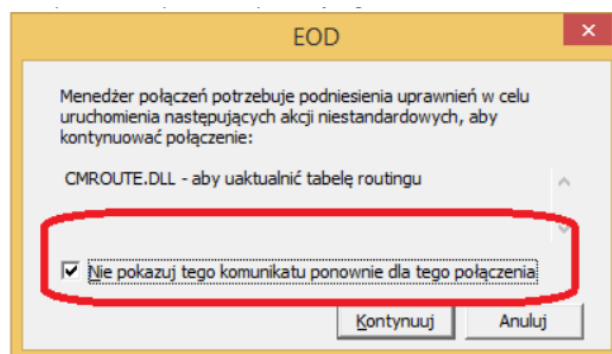 EOD
Menedżer połączeń potrzebuje podniesienia uprawnień w celu
uruchomienia następujących akcji niestandardowych, aby
kontynuować połączenie:
CMROUTE.DLL - aby uaktualnić tabelę routingu
Nie pokazuj tego komunikatu ponownie dla tego połączenia
Kontynuuj Anuluj